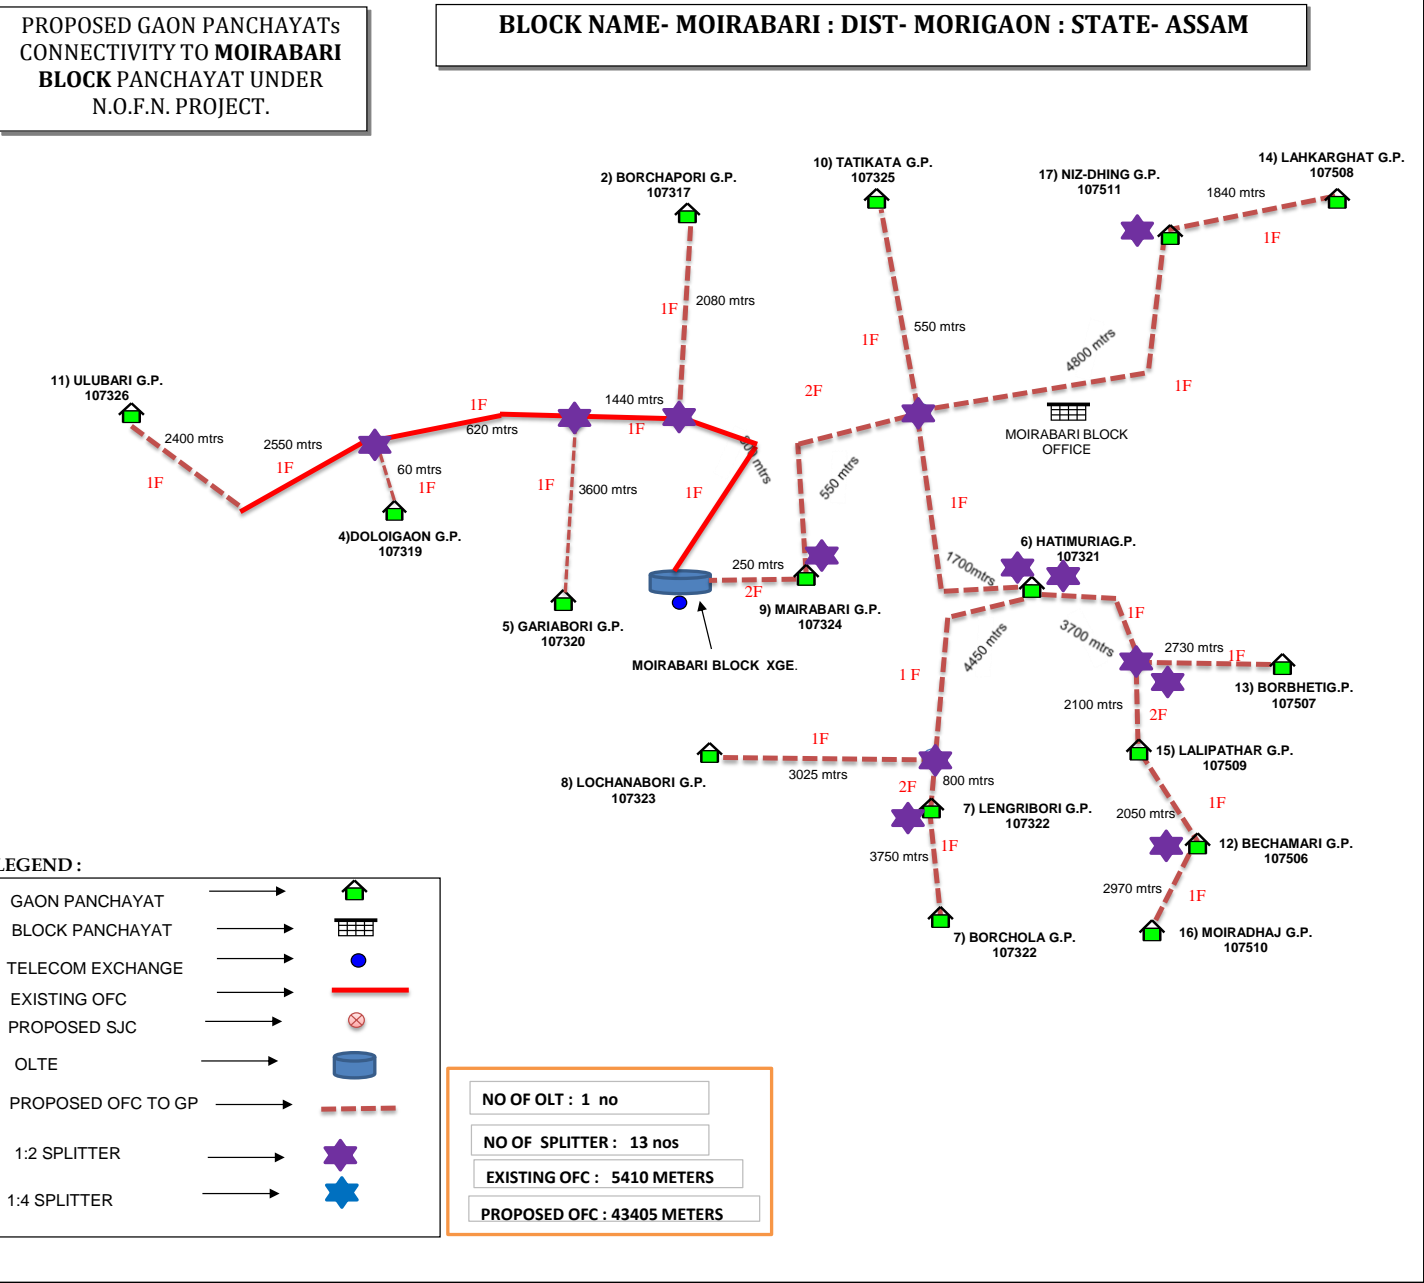 PROPOSED GAON PANCHAYATs
CONNECTIVITY TO MOIRABARI
BLOCK PANCHAYAT UNDER
N.O.F.N. PROJECT.
BLOCK NAME- MOIRABARI : DIST- MORIGAON : STATE- ASSAM
10) TATIKATA G.P.
107325
14) LAHKARGHAT G.P.
107508
17) NIZ-DHING G.P.
107511
2) BORCHAPORI G.P.
107317
1840 mtrs
1F
2080 mtrs
1F
550 mtrs
1F
4800 mtrs
1F
2F
11) ULUBARI G.P.
107326
1440 mtrs
1F
1F
620 mtrs
2400 mtrs
1F
2550 mtrs
1F
60 mtrs
1F
1F
3600 mtrs
1F
mtrs
550 mtrs
MOIRABARI BLOCK
OFFICE
4)DOLOIGAON G.P.
107319
1F
6) HATIMURIAG.P.
107321
250 mtrs
2F
1700mtrs
9) MAIRABARI G.P.
107324
5) GARIABORI G.P.
107320
MOIRABARI BLOCK  XGE.
4450 mtrs
3700 mtrs
1F
2730 mtrs
1F
1 F
13) BORBHETIG.P.
107507
2100 mtrs
2F
1F
3025 mtrs
8) LOCHANABORI G.P.
107323
15) LALIPATHAR G.P.
107509
2F
800 mtrs
7) LENGRIBORI G.P.
107322
1F
2050 mtrs
3750 mtrs
1F
12) BECHAMARI G.P.
107506
2970 mtrs
1F
7) BORCHOLA G.P.
107322
16) MOIRADHAJ G.P.
107510
LEGEND :
GAON PANCHAYAT
BLOCK PANCHAYAT
TELECOM EXCHANGE
EXISTING OFC
PROPOSED SJC
OLTE
PROPOSED OFC TO GP
1:2 SPLITTER
1:4 SPLITTER
NO OF OLT : 1 no
NO OF SPLITTER : 13 nos
EXISTING OFC : 5410 METERS
PROPOSED OFC : 43405 METERS